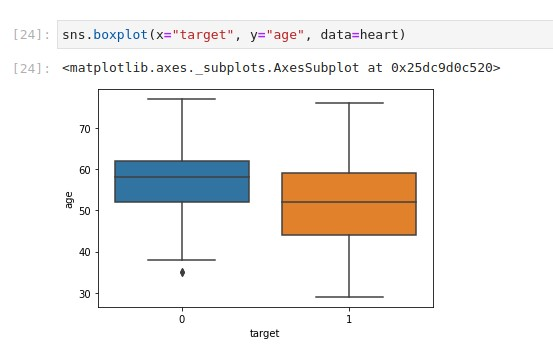 [24]: sns.boxplot(x="target", y="age", data=heart)
[24]: <matplotlib.axes._subplots.AxesSubplot at 0x25dc9d0c520>
70
60
age
50
40
30
0 1
target